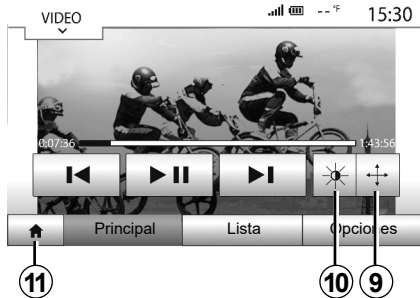 VIDEO
--°F 15:30
0:07:36 1:43:56
Principal Lista Opciones
11 10 9